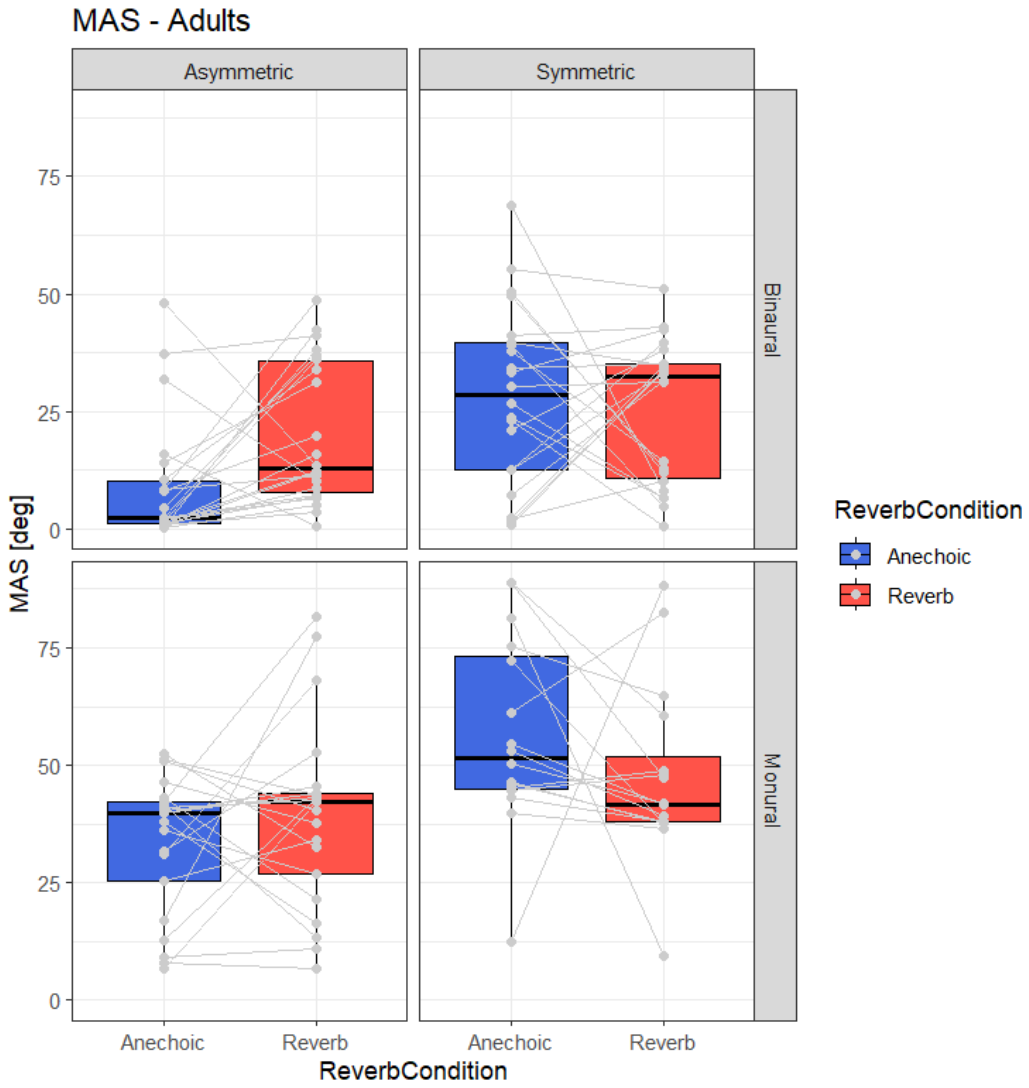 MAS - Adults
Asymmetric
Symmetric
75
50
25
0
Binaural
75
50
25
0
Monural
MAS [deg]
Anechoic
Reverb
Anechoic
Reverb
ReverbCondition
ReverbCondition
Anechoic
Reverb